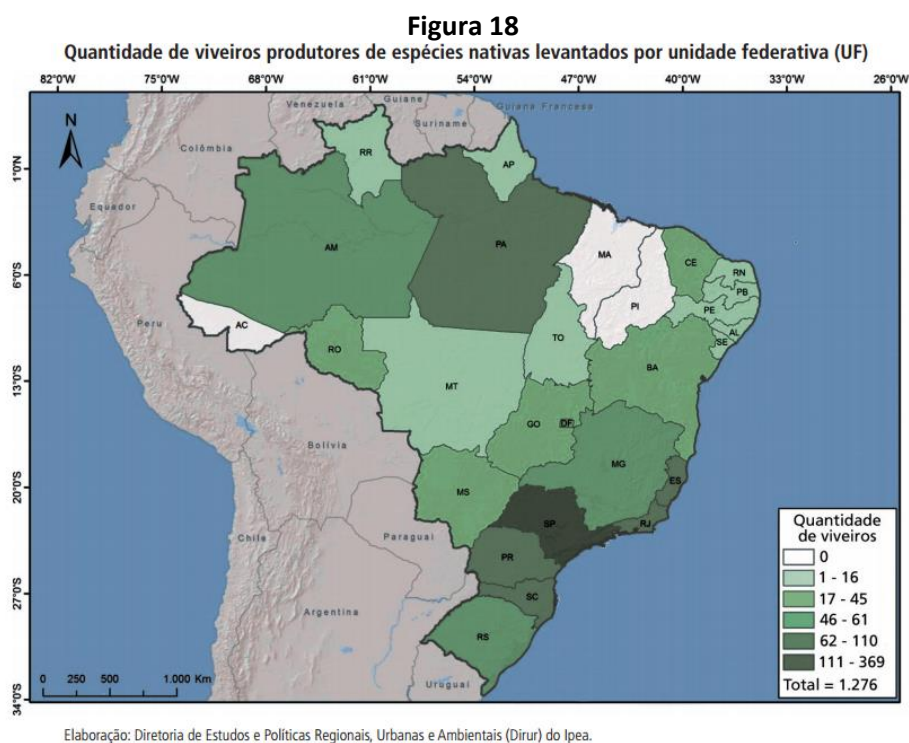 Figura 18
Quantidade de viveiros produtores de espécies nativas levantados por unidade federativa (UF)
82°0'W 75°0'W 68°0'W 61°0'W 54°0'W 47°0'W 40°0'W 33°0'W 26°0'W
1°0'N
6°0'S
13°0'S
20°0'S
27°0'S
34°0'S
N
Venezuela
Guiane
Guiana Francesa
Suriname
Colômbia
Equador
RR
AP
AM
PA
MA
CE
RN
PB
PE
PI
AL
SE
AC
Peru
RO
TO
BA
MT
GO
DF
Bolívia
MG
ES
MS
SP
RJ
Paraguai
Chile
PR
SC
Argentina
RS
Uruguai
0 250 500 1.000 Km
Quantidade
de viveiros
0
1 - 16
17 - 45
46 - 61
62 - 110
111 - 369
Total = 1.276
Elaboração: Diretoria de Estudos e Políticas Regionais, Urbanas e Ambientais (Dirur) do Ipea.